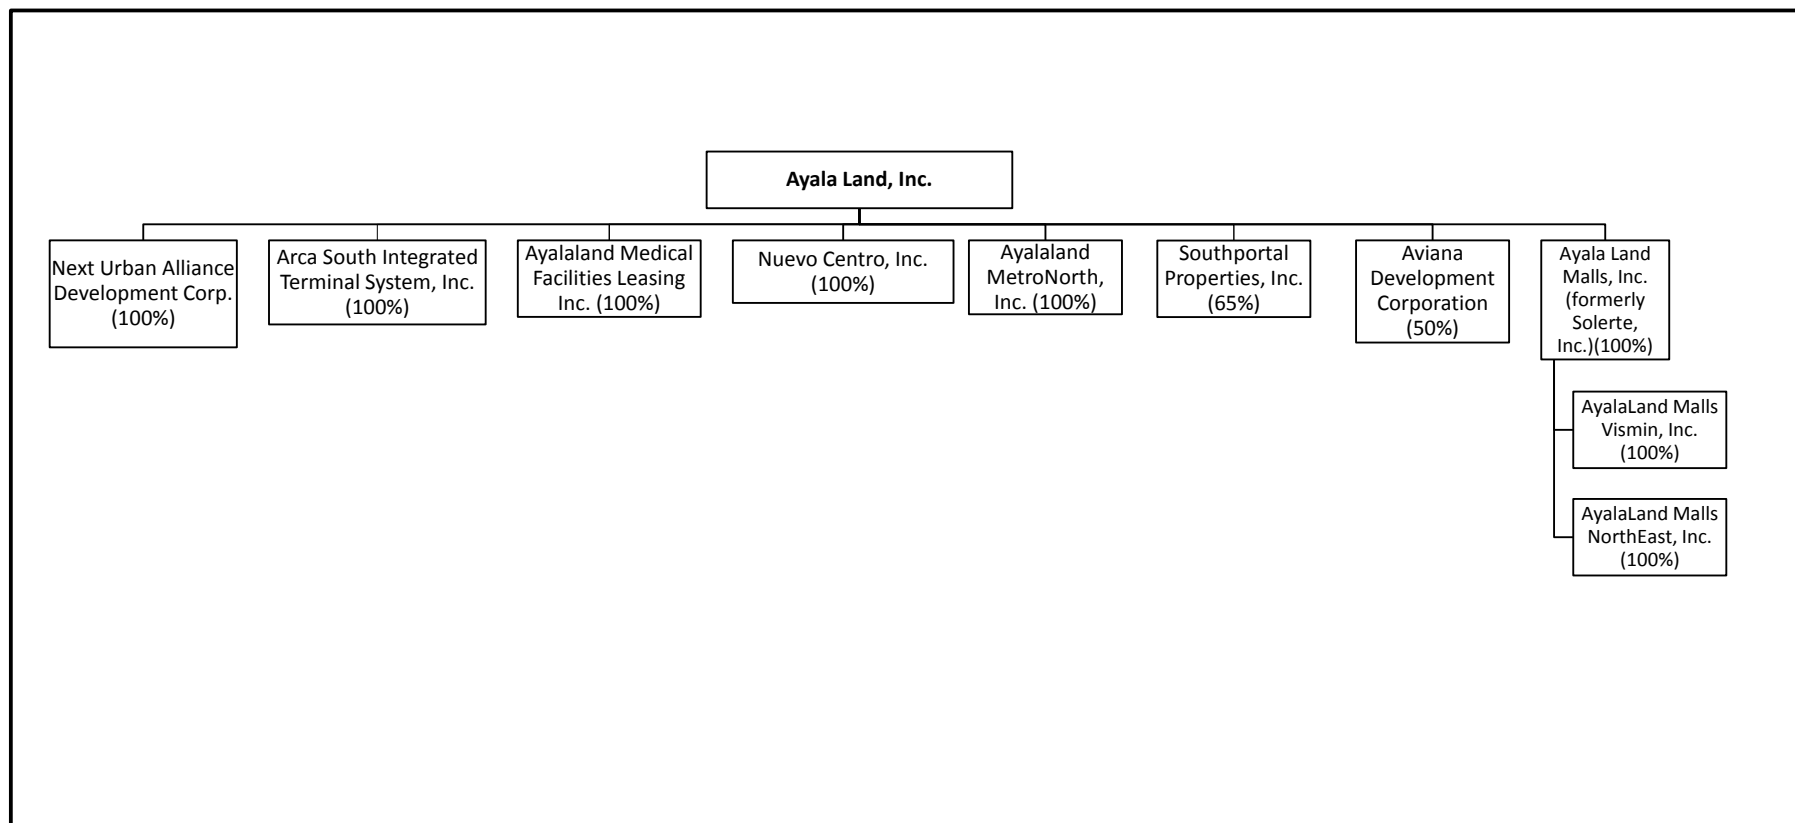 Ayala Land, Inc.
Next Urban Alliance
Development Corp.
(100%)
Arca South Integrated
Terminal System, Inc.
(100%)
Ayalaland Medical
Facilities Leasing
Inc. (100%)
Nuevo Centro, Inc.
(100%)
Ayalaland
MetroNorth,
Inc. (100%)
Southportal
Properties, Inc.
(65%)
Aviana
Development
Corporation
(50%)
Ayala Land
Malls, Inc.
(formerly
Solerte,
Inc.)(100%)
AyalaLand Malls
Vismin, Inc.
(100%)
AyalaLand Malls
NorthEast, Inc.
(100%)